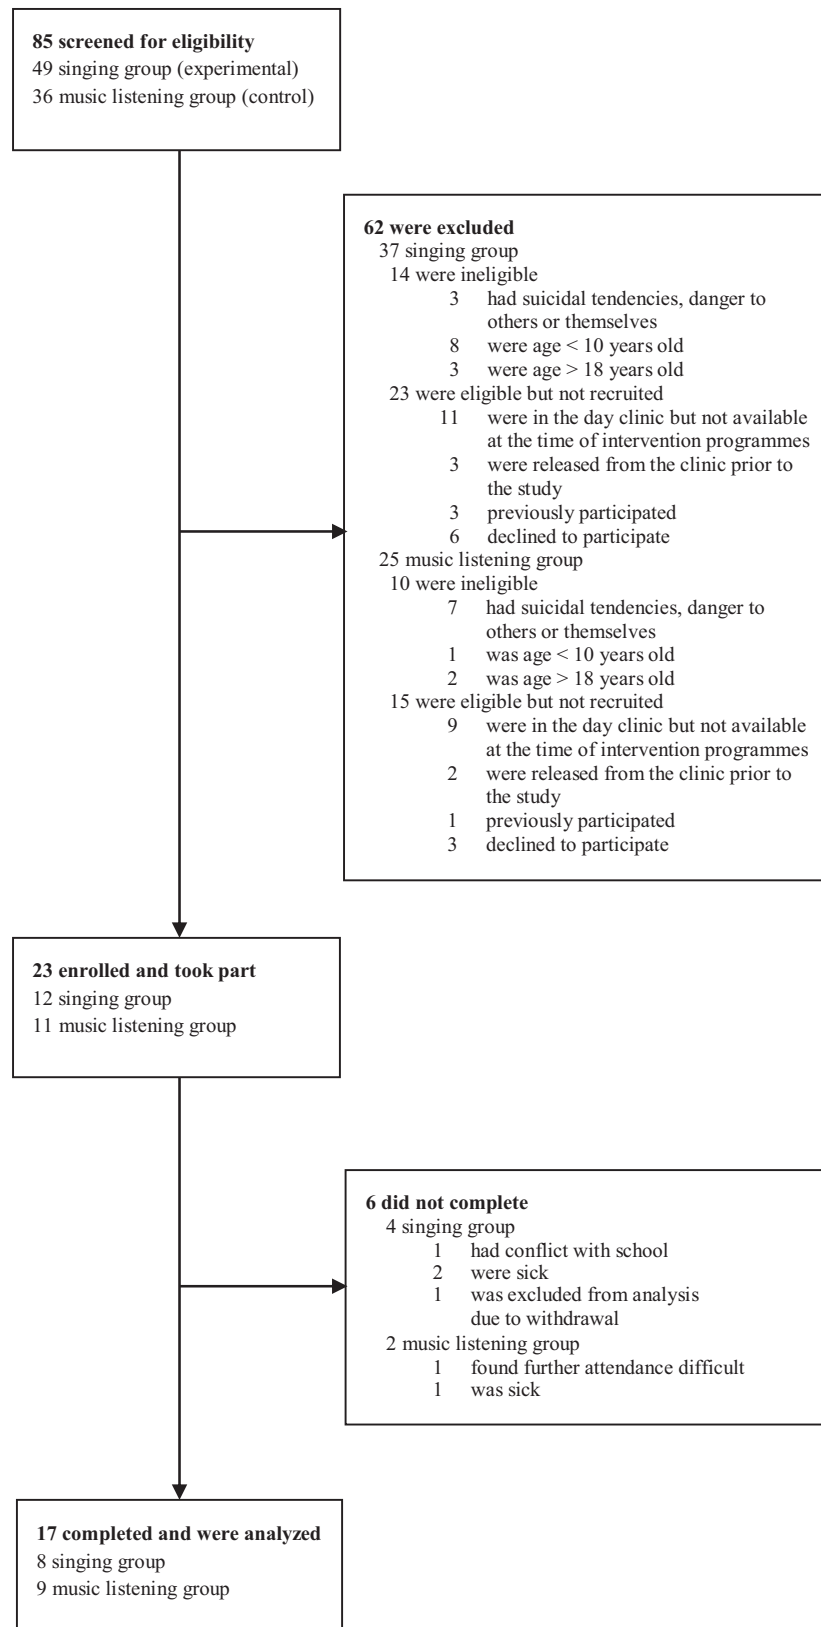 85 screened for eligibility
49 singing group (experimental)
36 music listening group (control)
62 were excluded
37 singing group
14 were ineligible
3 had suicidal tendencies, danger to
others or themselves
8 were age < 10 years old
3 were age > 18 years old
23 were eligible but not recruited
11 were in the day clinic but not available
at the time of intervention programmes
3 were released from the clinic prior to
the study
3 previously participated
6 declined to participate
25 music listening group
10 were ineligible
7 had suicidal tendencies, danger to
others or themselves
1 was age < 10 years old
2 was age > 18 years old
15 were eligible but not recruited
9 were in the day clinic but not available
at the time of intervention programmes
2 were released from the clinic prior to
the study
1 previously participated
3 declined to participate
23 enrolled and took part
12 singing group
11 music listening group
6 did not complete
4 singing group
1 had conflict with school
2 were sick
1 was excluded from analysis
due to withdrawal
2 music listening group
1 found further attendance difficult
1 was sick
17 completed and were analyzed
8 singing group
9 music listening group